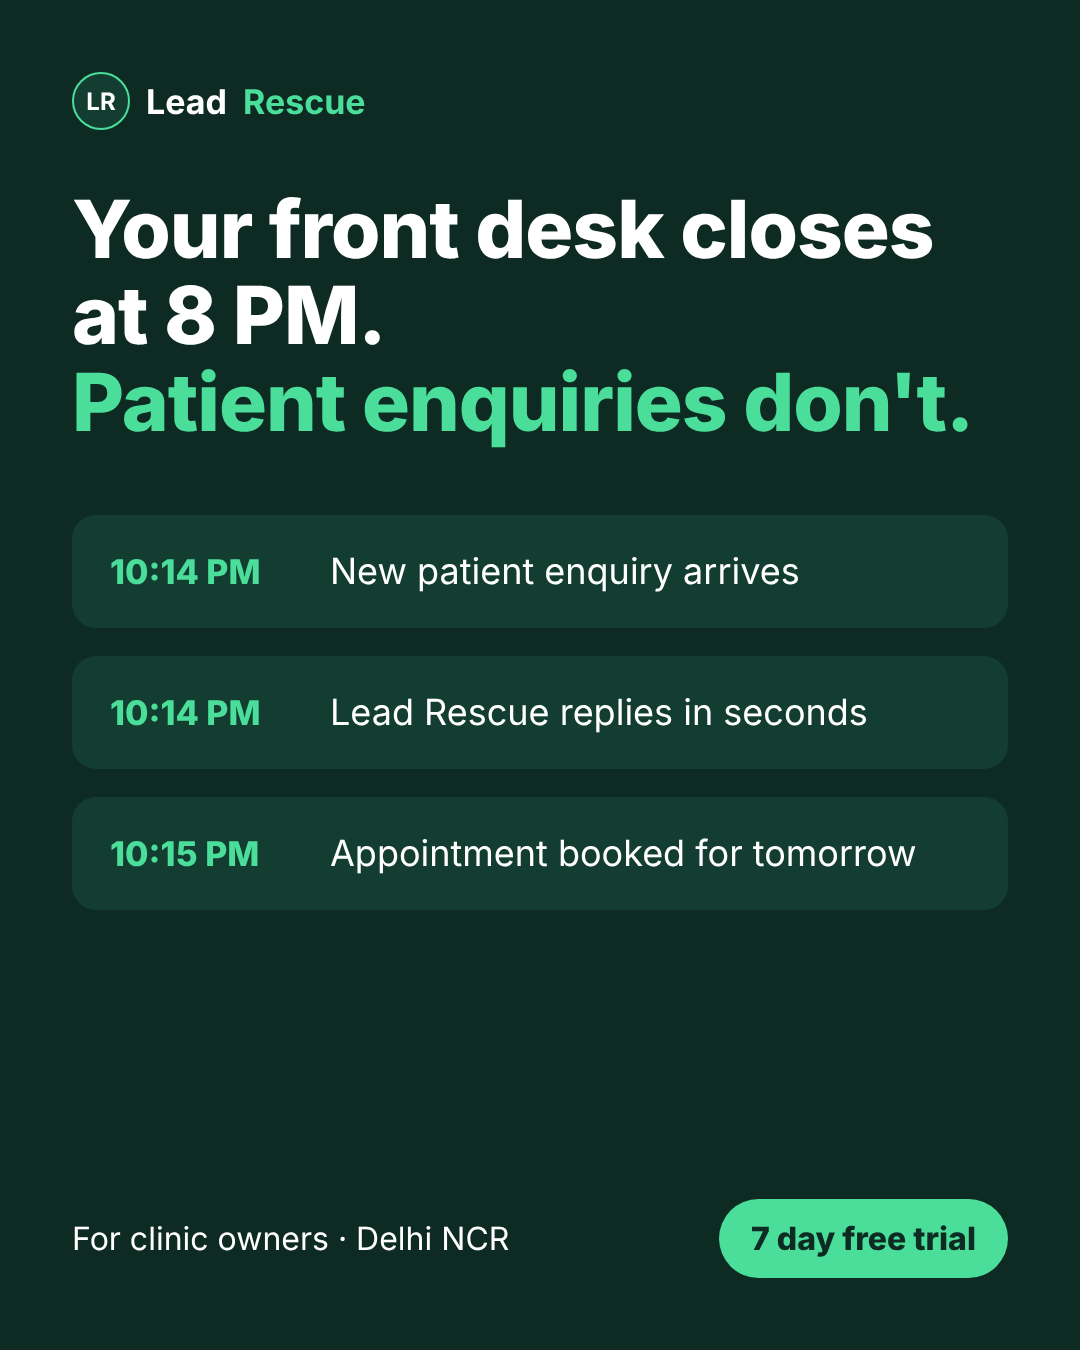 LR Lead Rescue
Your front desk closes
at 8 PM.
Patient enquiries don't.
10:14 PM New patient enquiry arrives
10:14 PM Lead Rescue replies in seconds
10:15 PM Appointment booked for tomorrow
For clinic owners · Delhi NCR
7 day free trial